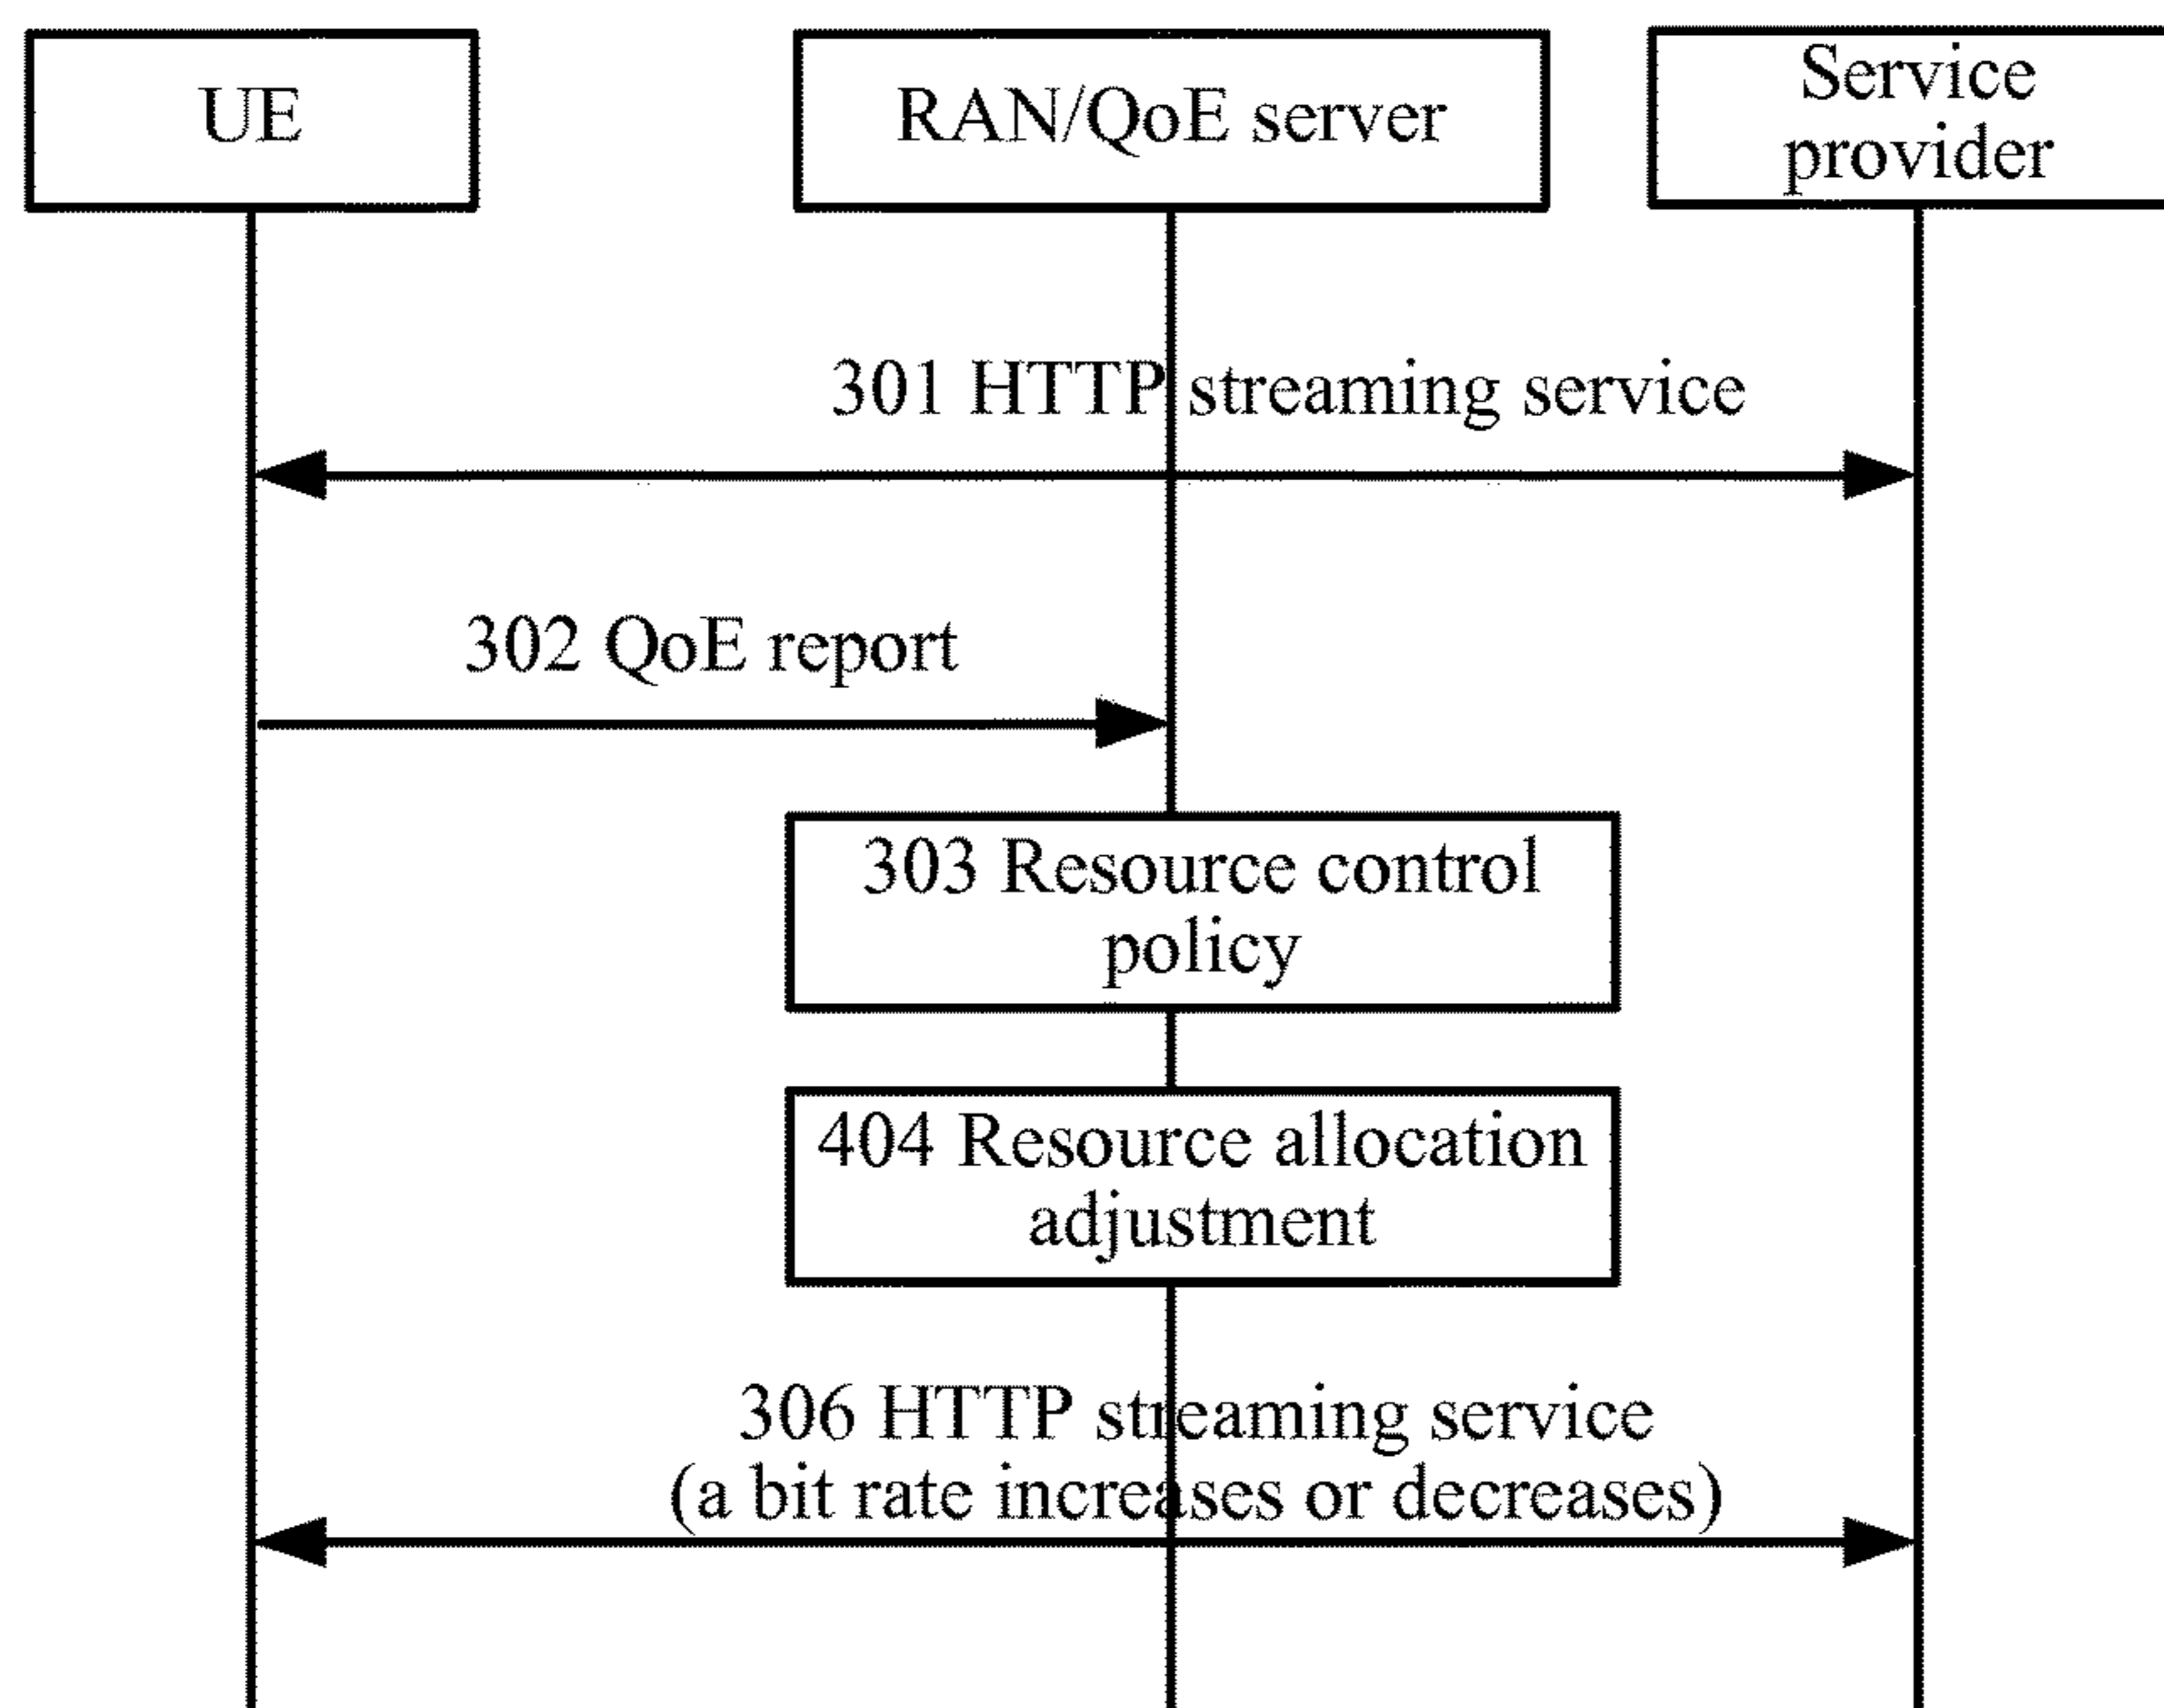 UE
RAN/QoE server
Service
provider
301 HTTP streaming service
302 QoE report
303 Resource control
policy
404 Resource allocation
adjustment
306 HTTP streaming service
(a bit rate increases or decreases)